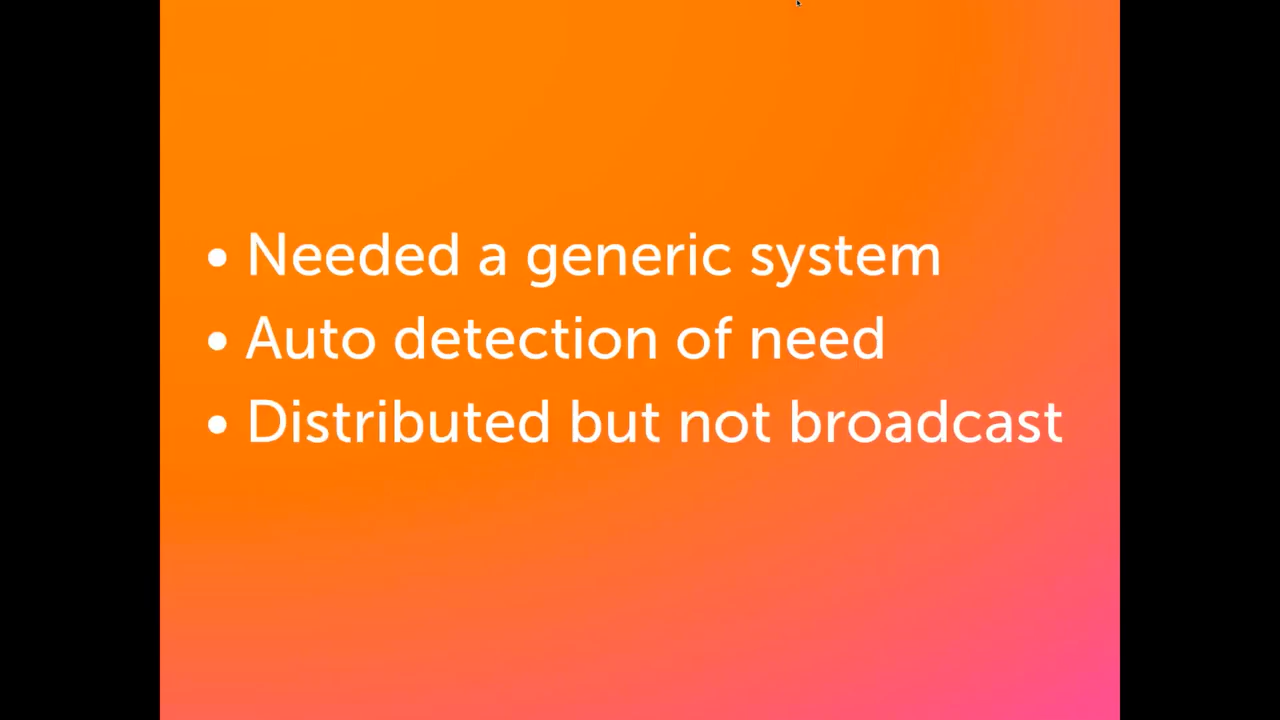 • Needed a generic system
• Auto detection of need
• Distributed but not broadcast